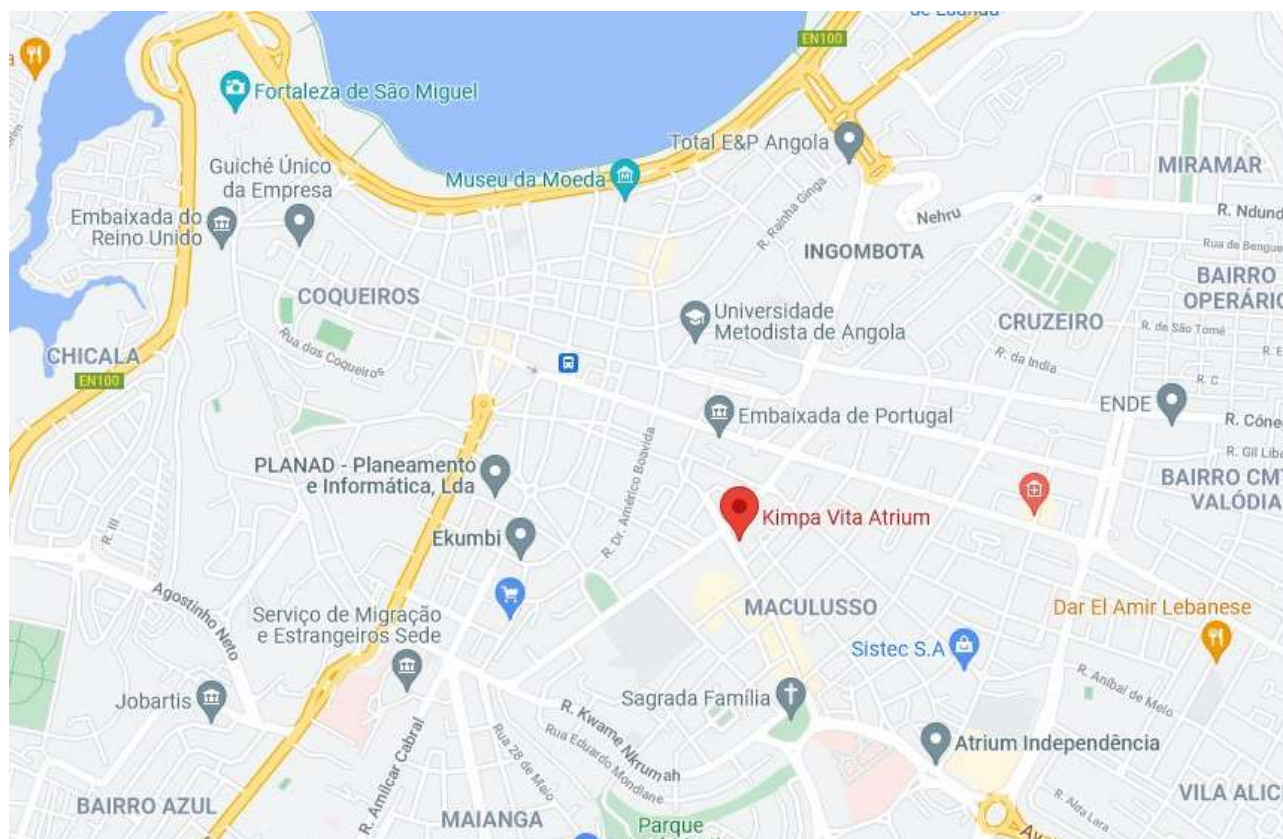 EN100
Fortaleza de São Miguel
Total E&P Angola
Guiché Único
da Empresa
Museu da Moeda
MIRAMAR
R. Rainha Ginga
Embaixada do
Reino Unido
Nehru
R. Ndund
INGOMBOTA
Rua de Bengue
BAIRRO
OPERÁRIO
COQUEIROS
Universidade
Metodista de Angola
CRUZEIRO
R. de São Tomé
R. da India
Rua dos Coqueiros
CHICALA
EN100
R. C
ENDE
Embaixada de Portugal
R. Cóneg
R. Gil Libe
R. Dr. Américo Boavida
PLANAD - Planeamento
e Informática, Lda
BAIRRO CMT
VALÓDIA
Kimpa Vita Atrium
R. III
Ekumbi
Agostinho Neto
MACULUSSO
Dar El Amir Lebanese
Serviço de Migração
e Estrangeiros Sede
Sistec S.A
R. Aníbal de Melo
Jobartis
Sagrada Família
R. Kwame Nkrumah
Rua Eduardo Mondlane
Rua 28 de Maio
R. Amílcar Cabral
Atrium Independência
BAIRRO AZUL
MAIANGA
Parque
R. Alda Lara
VILA ALIC